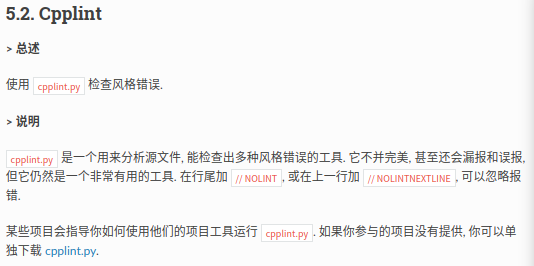 5.2. Cpplint
> 总述
使用 cpplint.py 检查风格错误.
> 说明
cpplint.py 是一个用来分析源文件, 能检查出多种风格错误的工具. 它不并完美, 甚至还会漏报和误报,
但它仍然是一个非常有用的工具. 在行尾加 // NOLINT, 或在上一行加 // NOLINTNEXTLINE, 可以忽略报
错.
某些项目会指导你如何使用他们的项目工具运行 cpplint.py. 如果你参与的项目没有提供, 你可以单
独下载 cpplint.py.